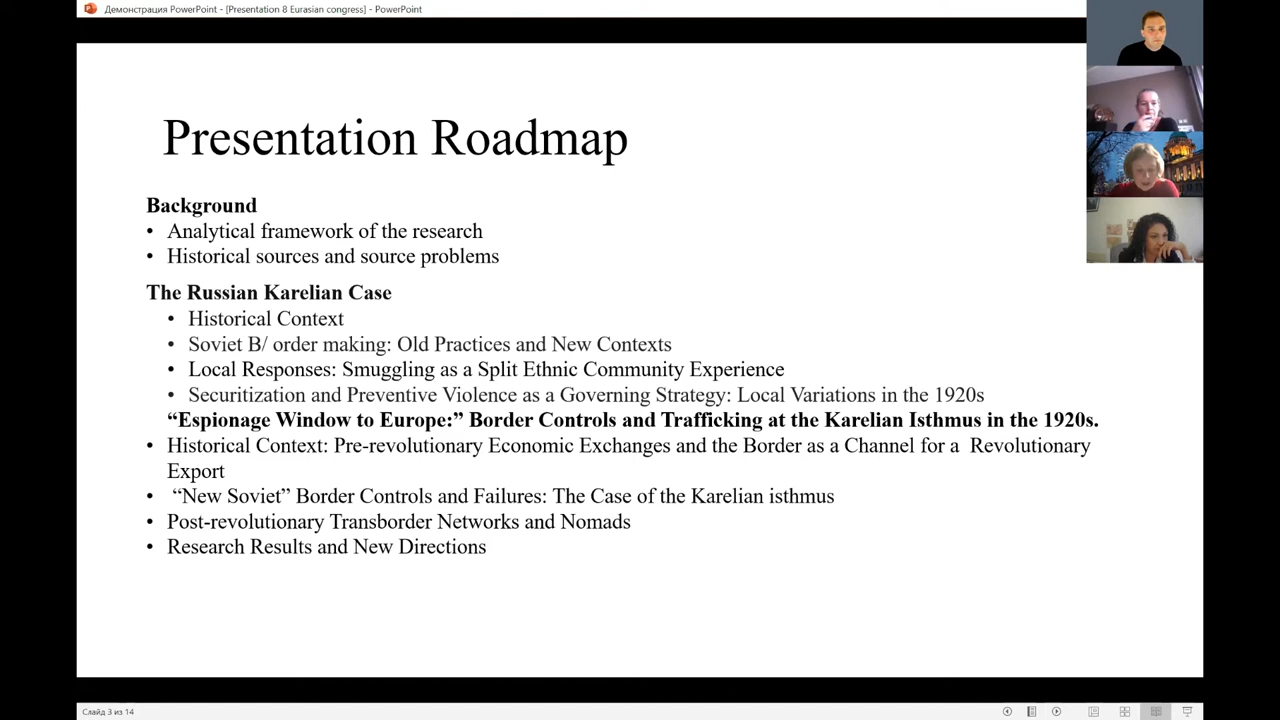 Демонстрация PowerPoint - [Presentation 8 Eurasian congress] - PowerPoint
Presentation Roadmap
Background
• Analytical framework of the research
• Historical sources and source problems
The Russian Karelian Case
• Historical Context
• Soviet B/ order making: Old Practices and New Contexts
• Local Responses: Smuggling as a Split Ethnic Community Experience
• Securitization and Preventive Violence as a Governing Strategy: Local Variations in the 1920s
“Espionage Window to Europe:” Border Controls and Trafficking at the Karelian Isthmus in the 1920s.
• Historical Context: Pre-revolutionary Economic Exchanges and the Border as a Channel for a Revolutionary
Export
• “New Soviet” Border Controls and Failures: The Case of the Karelian isthmus
• Post-revolutionary Transborder Networks and Nomads
• Research Results and New Directions
Слайд 3 из 14